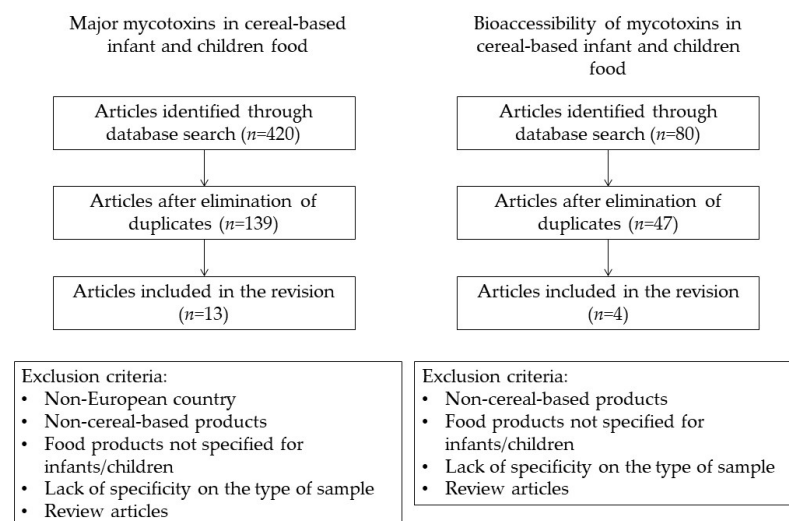 Major mycotoxins in cereal-based
infant and children food
Articles identified through
database search (n=420)
Articles after elimination of
duplicates (n=139)
Articles included in the revision
(n=13)
Exclusion criteria:
• Non-European country
• Non-cereal-based products
• Food products not specified for
infants/children
• Lack of specificity on the type of sample
• Review articles
Bioaccessibility of mycotoxins in
cereal-based infant and children
food
Articles identified through
database search (n=80)
Articles after elimination of
duplicates (n=47)
Articles included in the revision
(n=4)
Exclusion criteria:
• Non-cereal-based products
• Food products not specified for
infants/children
• Lack of specificity on the type of sample
• Review articles